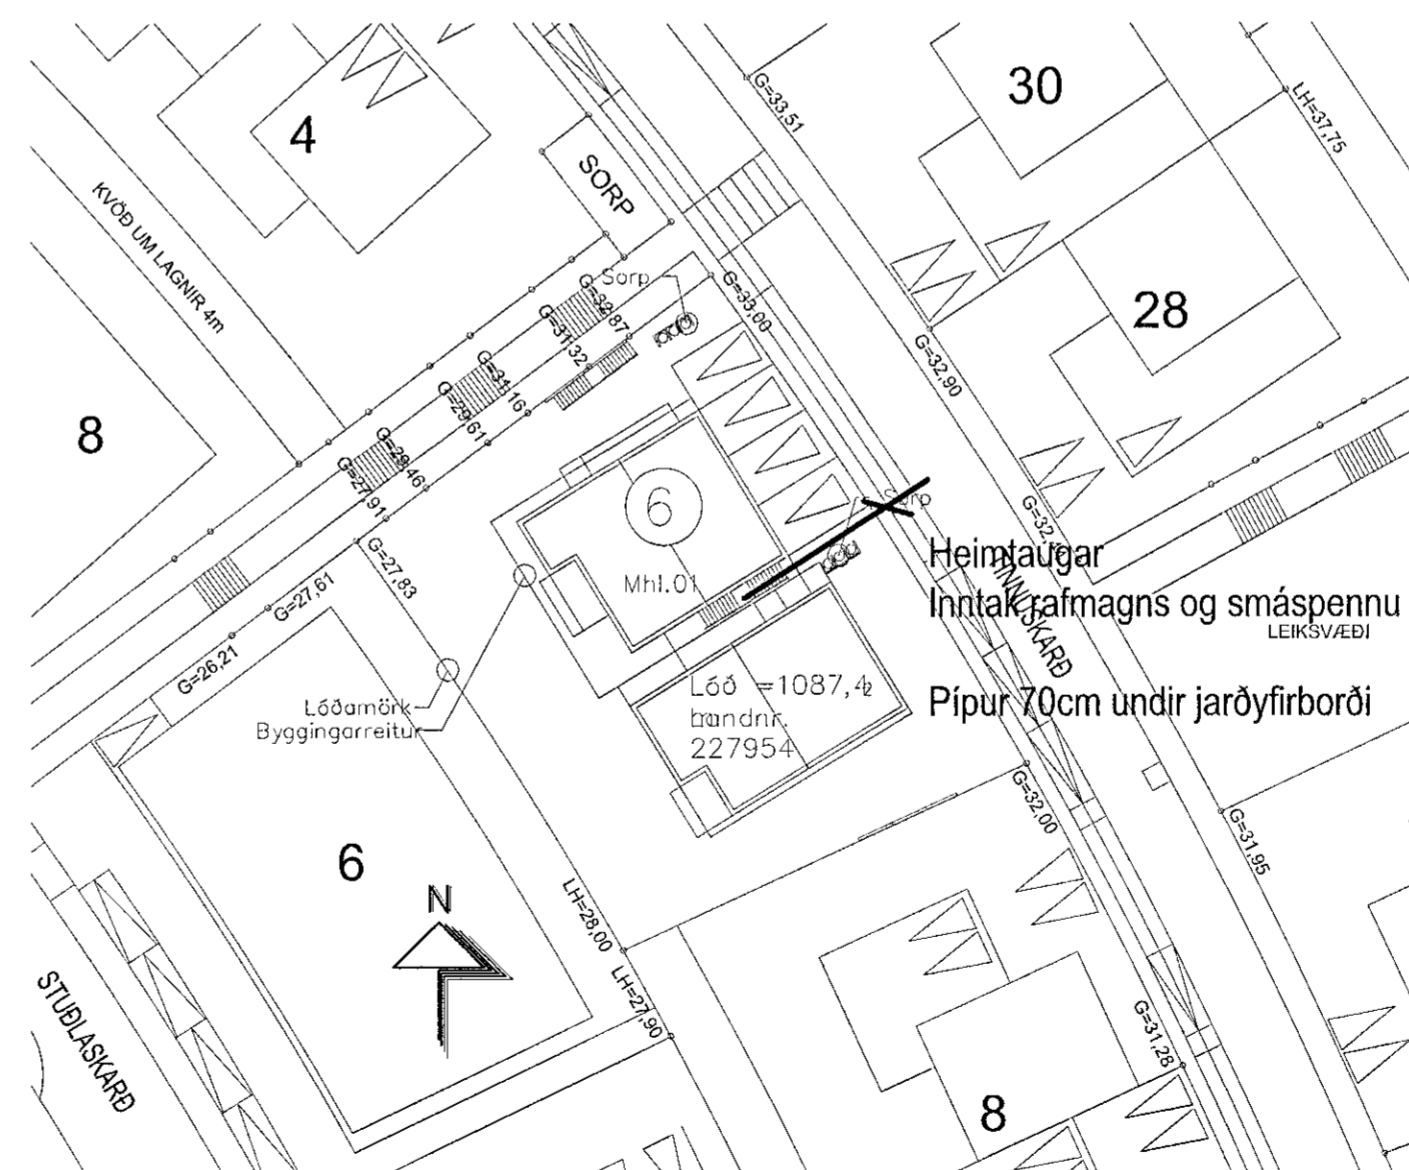 30
G=33,51
LH=37,75
4
SORP
KVÖÐ UM LAGNIR 4m
Sorp
G=33,00
28
G=32,87
G=31,32
G=32,90
G=31,16
G=29,61
8
G=29,46
G=27,91
6
Sorp
G=27,83
Mhl.01
Heimtaugar
G=27,61
Inntak rafmagns og smáspennu
LEIKSVÆÐI
G=26,21
Lóð =1087,4
Lóðamörk
Byggingarreitur
Pípur 70cm undir jarðyfirborði
227954
G=32,00
G=31,95
6
N
LH=28,00
LH=27,90
STUÐLASKARÐ
G=31,28
8